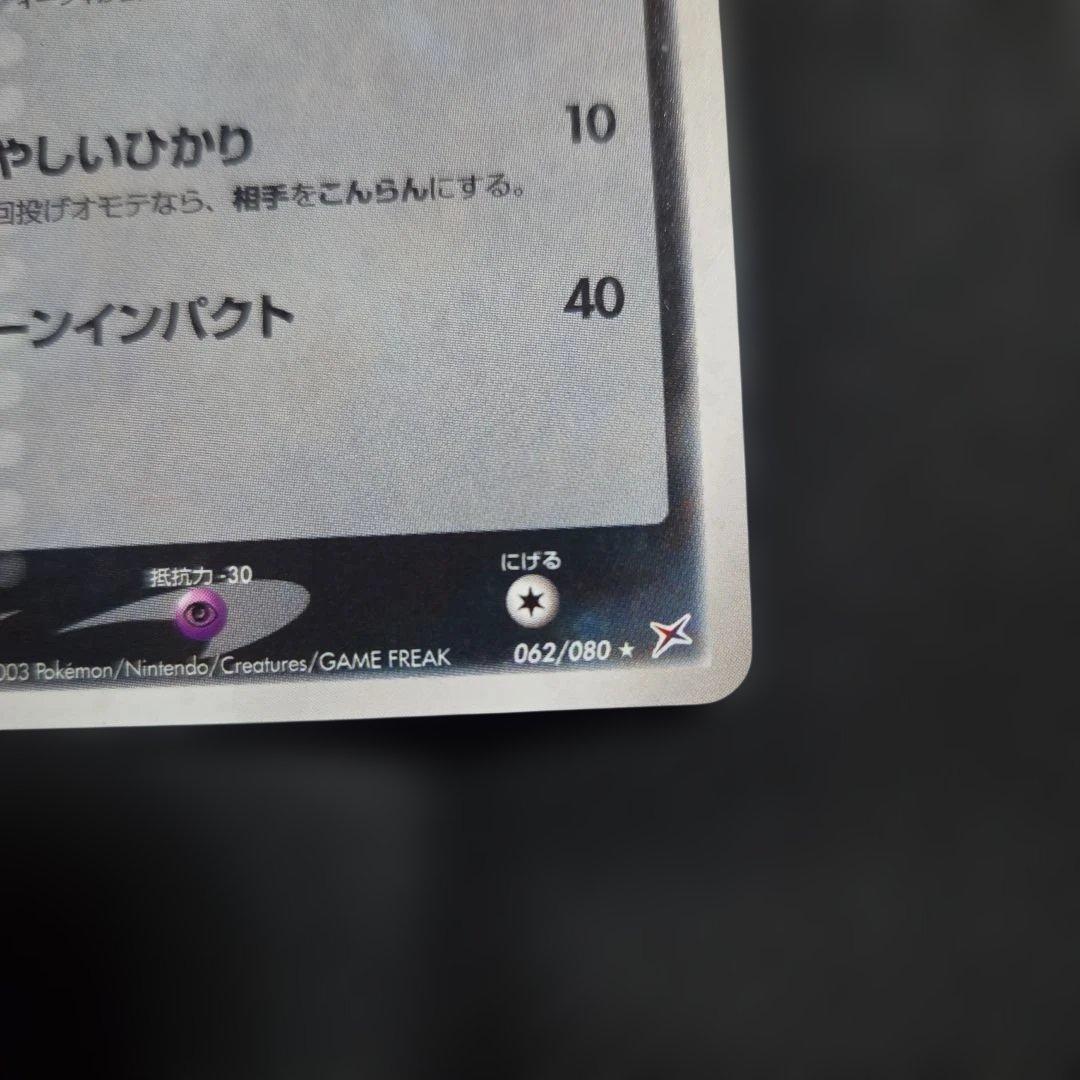 やしいひかり 10
回投げオモテなら、相手をこんらんにする。
ーンインパクト 40
抵抗力 -30
にげる
003 Pokémon/Nintendo/Creatures/GAME FREAK 062/080 ★